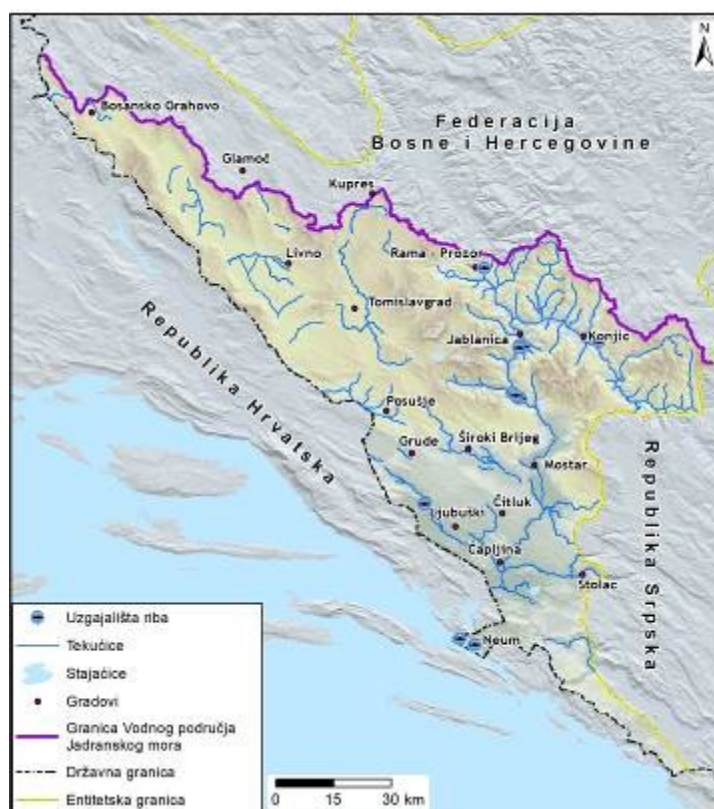 N
Bosansko Grahovo
Federacija
Bosne i Hercegovine
Glamoč
Kupres
Rama - Prozor
Livno
Tomislavgrad
Jablanica
Konjic
Republika Hrvatska
Posušje
Grude
Široki Brijeg
Mostar
Republika Srpska
Čitluk
Ljubuški
Čapljina
Stolac
Neum
Uzgajališta riba
Tekućice
Stajaćice
Gradovi
Granica Vodnog područja
Jadranskog mora
Državna granica
Entitetska granica
0 15 30 km